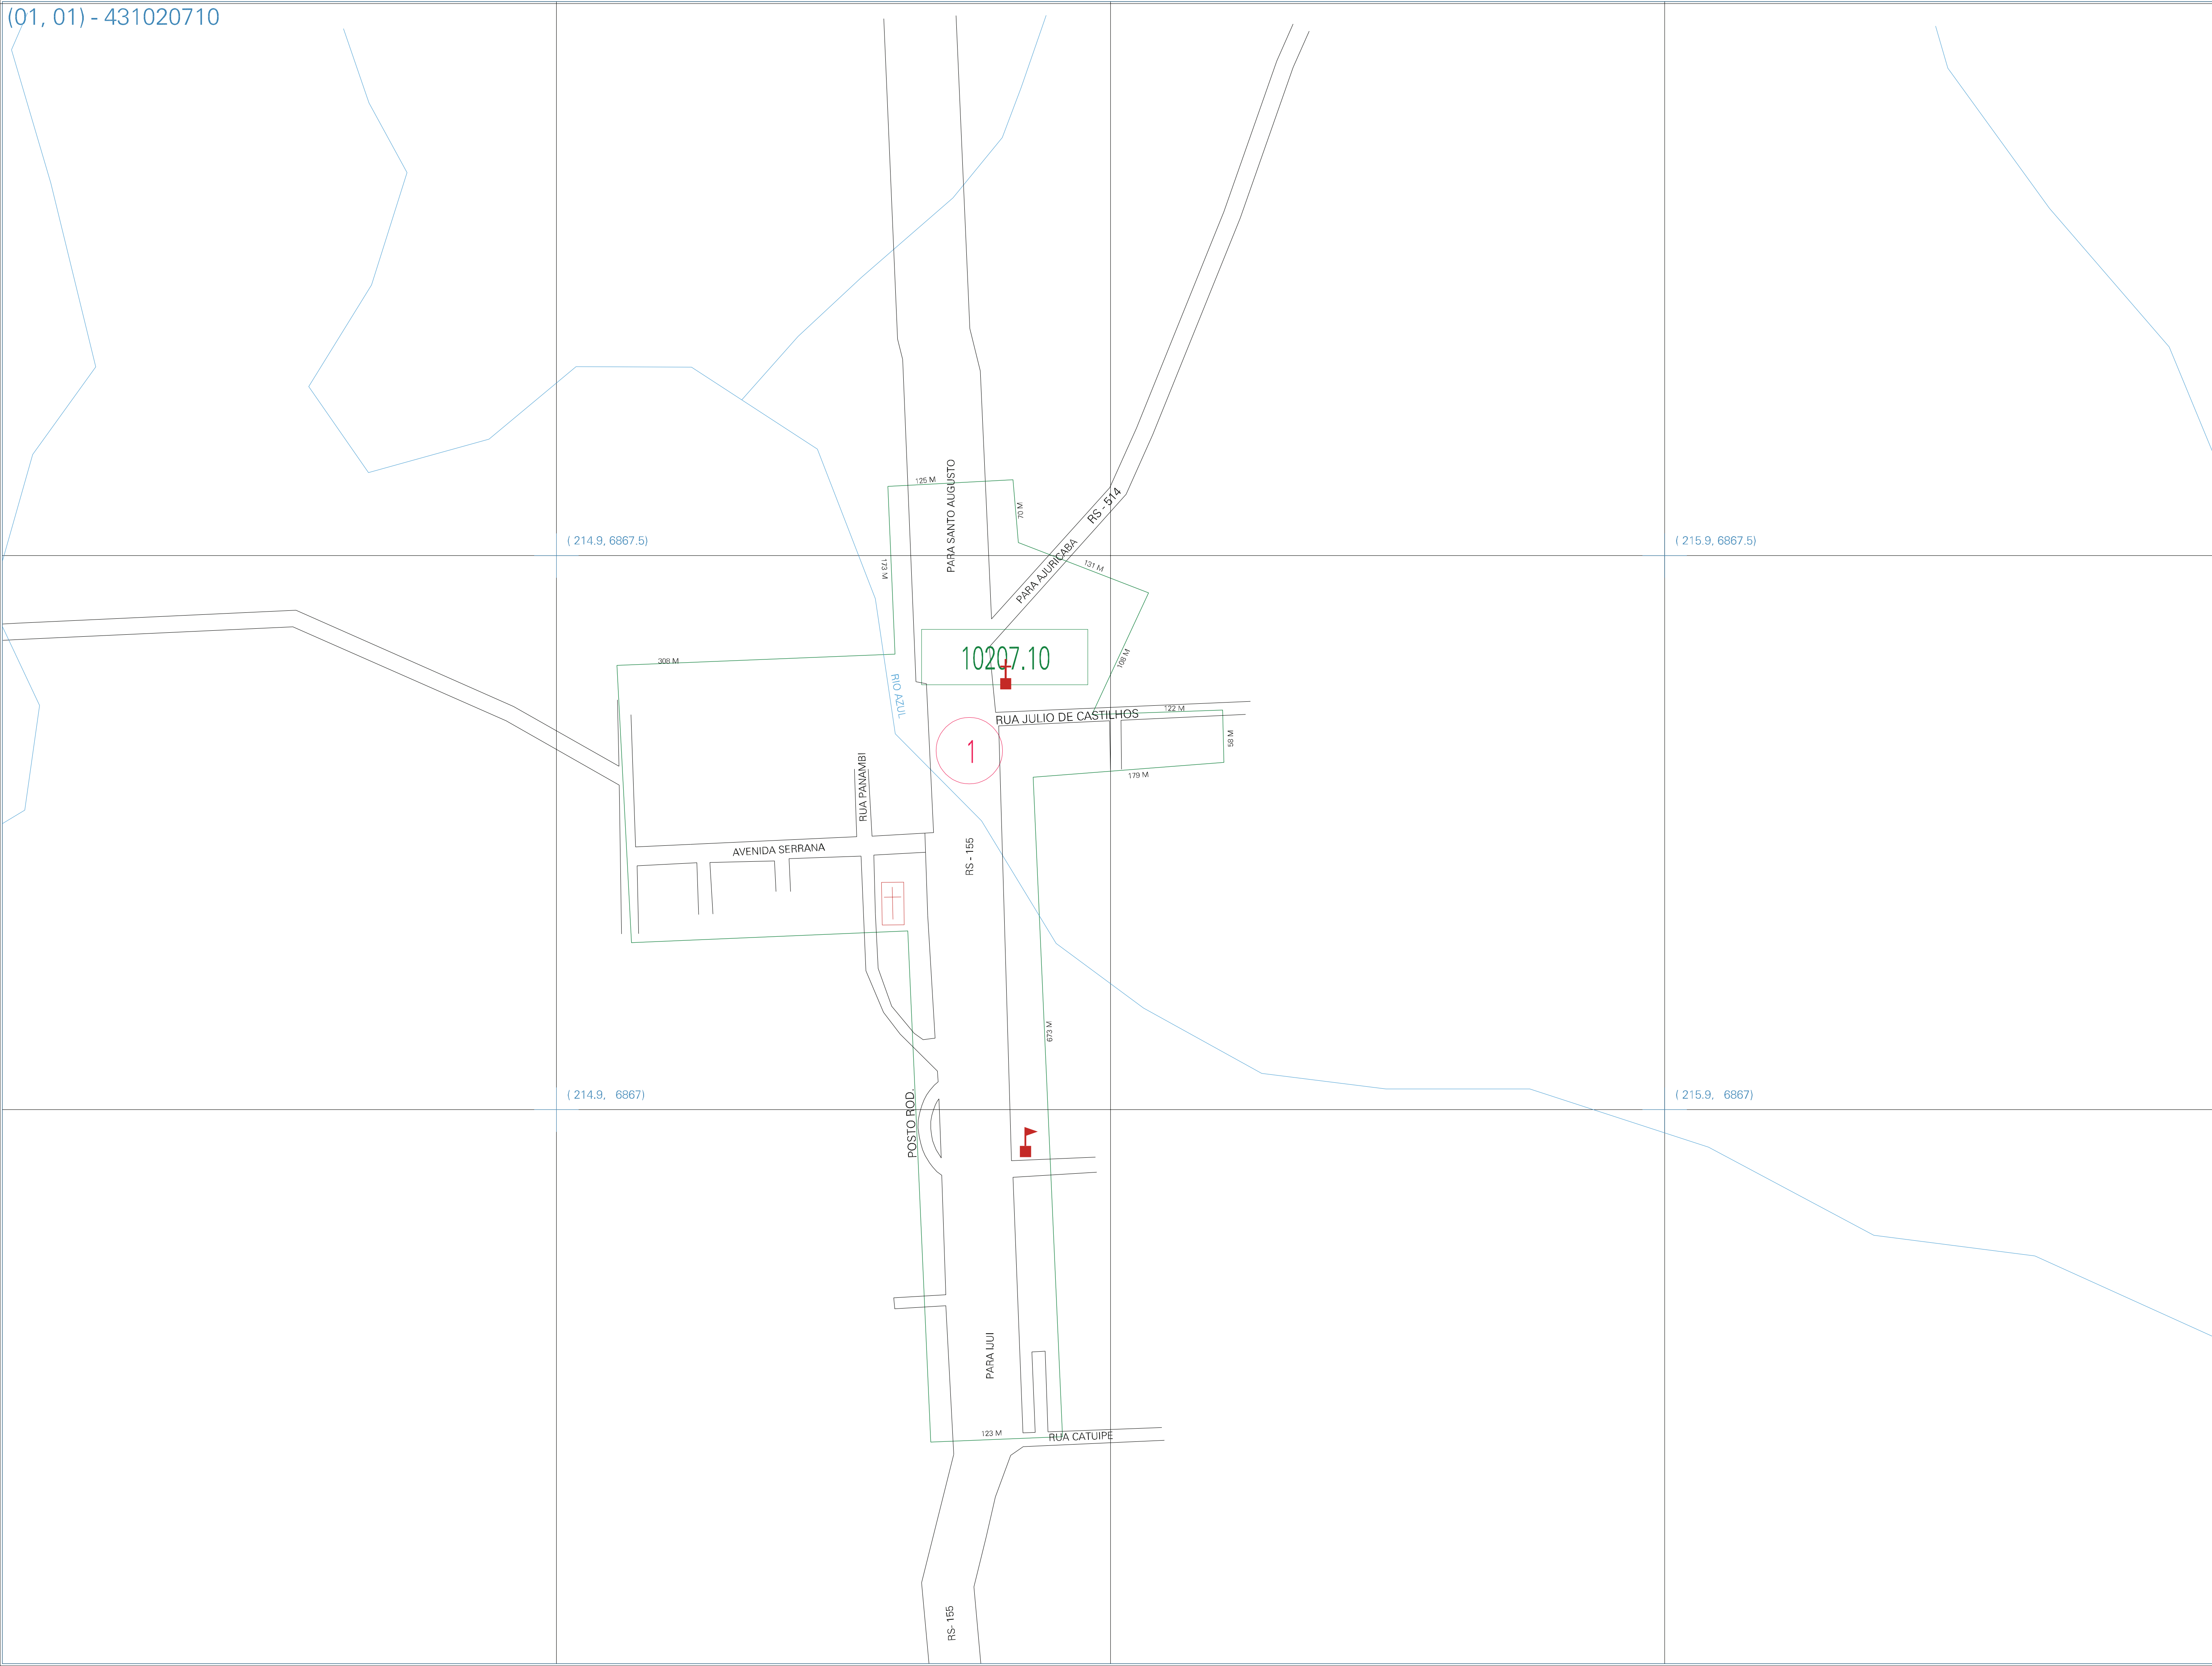 (01, 01) - 431020710
PARA SANTO AUGUSTO
125 M
70 M
RS - 514
PARA AJURICABA
( 214.9, 6867.5)
( 215.9, 6867.5)
173 M
131 M
308 M
10207.10
108 M
RIO AZUL.
RUA JULIO DE CASTILHOS
122 M
58 M
1
179 M
RUA PANAMBI
AVENIDA SERRANA
RS - 155
673 M
( 214.9, 6867)
( 215.9, 6867)
POSTO ROD.
PARA IJUI
123 M
RUA CATUIPE
RS- 155